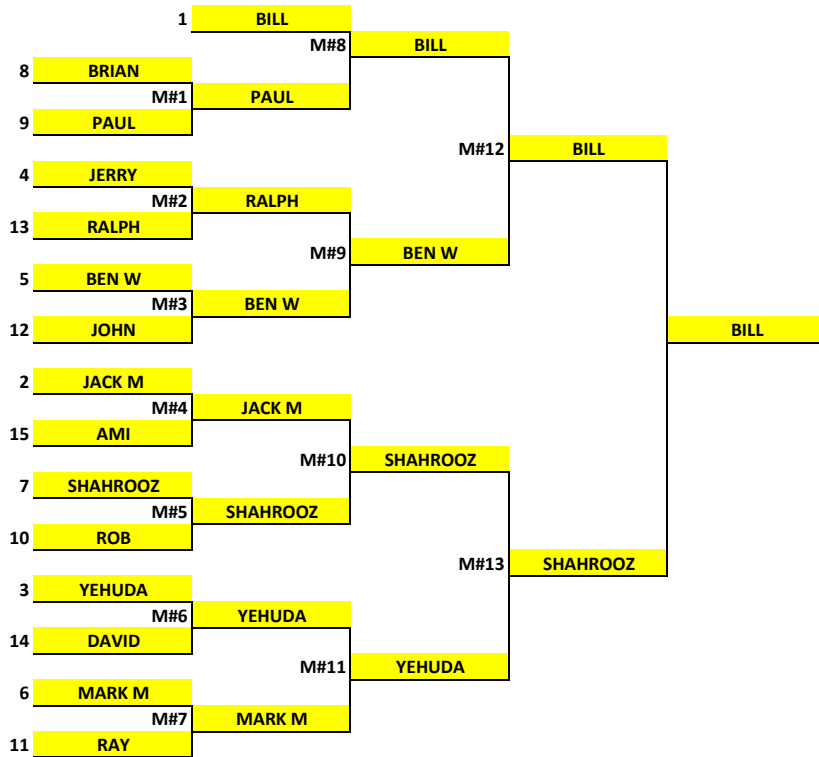 1 BILL
M#8 BILL
8 BRIAN
M#1 PAUL
9 PAUL
M#12 BILL
4 JERRY
M#2 RALPH
13 RALPH
M#9 BEN W
5 BEN W
M#3 BEN W
12 JOHN
BILL
2 JACK M
M#4 JACK M
15 AMI
M#10 SHAHROOZ
7 SHAHROOZ
M#5 SHAHROOZ
10 ROB
M#13 SHAHROOZ
3 YEHUDA
M#6 YEHUDA
14 DAVID
M#11 YEHUDA
6 MARK M
M#7 MARK M
11 RAY